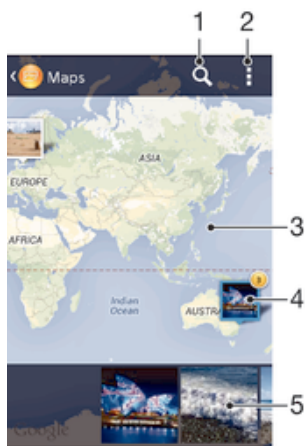 1 2
Maps
ASIA
EUROPE
3
AFRICA
3
4
Indian
Ocean
AUSTRA
5
Google